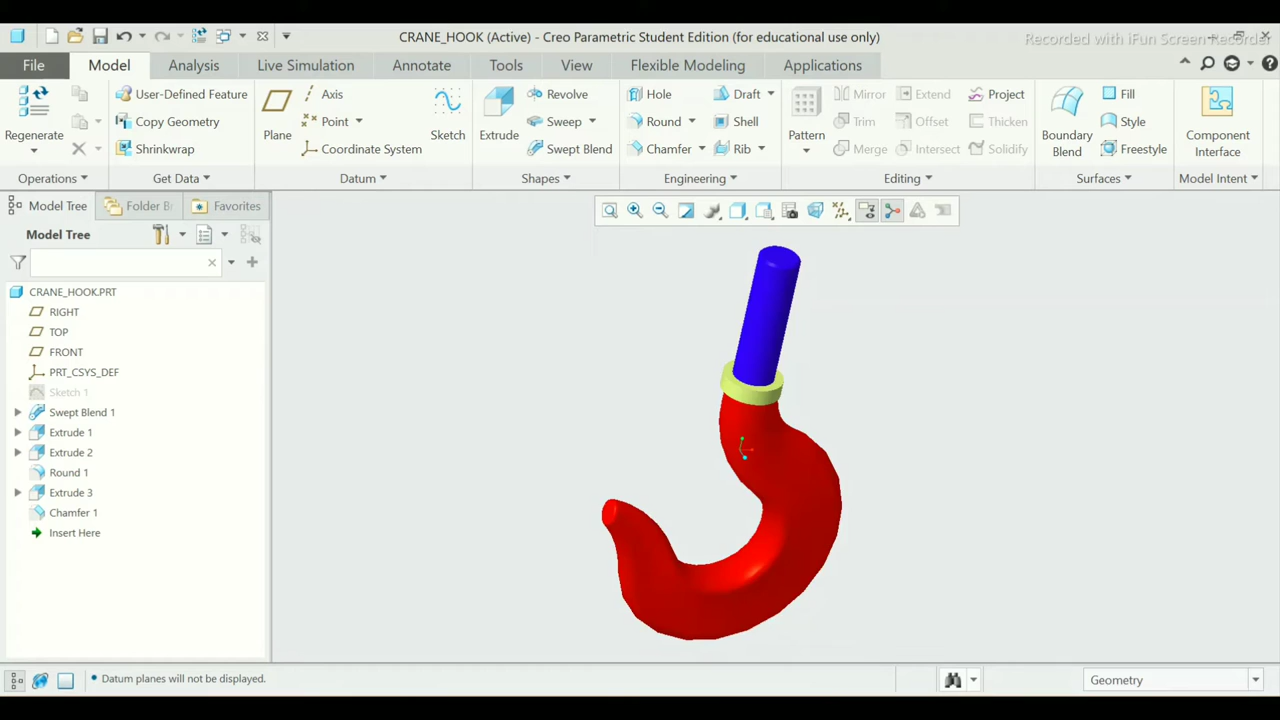 CRANE_HOOK (Active) - Creo Parametric Student Edition (for educational use only)
Recorded with iFun Screen Recorder
File Model Analysis Live Simulation Annotate Tools View Flexible Modeling Applications
Regenerate
Operations
User-Defined Feature
Copy Geometry
Shrinkwrap
Get Data
Plane
Axis
Point
Coordinate System
Sketch
Datum
Extrude
Revolve
Sweep
Swept Blend
Shapes
Hole
Round
Chamfer
Draft
Shell
Rib
Engineering
Pattern
Mirror
Trim
Merge
Extend
Offset
Intersect
Project
Thicken
Solidify
Editing
Boundary
Blend
Fill
Style
Freestyle
Surfaces
Component
Interface
Model Intent
Model Tree Folder Br Favorites
Model Tree
CRANE_HOOK.PRT
RIGHT
TOP
FRONT
PRT_CSYS_DEF
Sketch 1
Swept Blend 1
Extrude 1
Extrude 2
Round 1
Extrude 3
Chamfer 1
Insert Here
• Datum planes will not be displayed.
Geometry